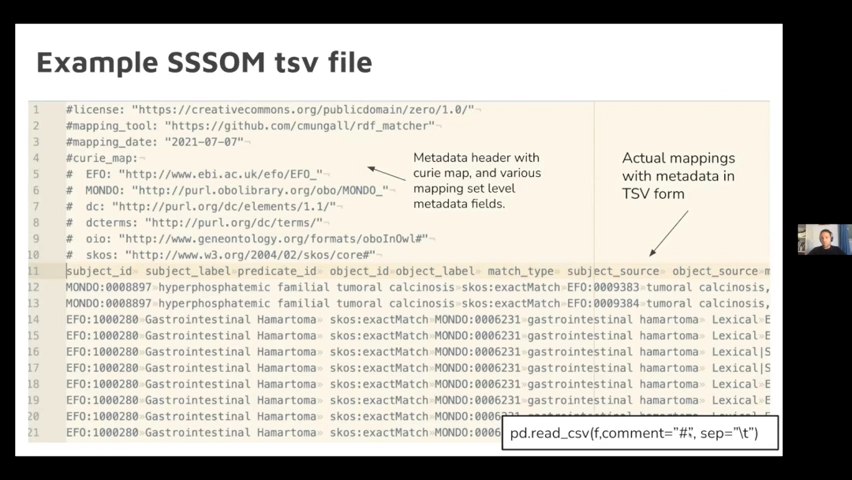 Example SSSOM tsv file
1 #license: "https://creativecommons.org/publicdomain/zero/1.0/"
2 #mapping_tool: "https://github.com/cmungall/rdf_matcher"
3 #mapping_date: "2021-07-07"
4 #curie_map:
5 #  EFO: "http://www.ebi.ac.uk/efo/EFO_"
6 #  MONDO: "http://purl.obolibrary.org/obo/MONDO_"
7 #  dc: "http://purl.org/dc/elements/1.1/"
8 #  dcterms: "http://purl.org/dc/terms/"
9 #  oio: "http://www.geneontology.org/formats/oboInOwl#"
10 #  skos: "http://www.w3.org/2004/02/skos/core#"
Metadata header with
curie map, and various
mapping set level
metadata fields.
Actual mappings
with metadata in
TSV form
11 subject_id subject_label predicate_id object_id object_label match_type subject_source object_source m
12 MONDO:0008897 hyperphosphatemic familial tumoral calcinosis skos:exactMatch EFO:0009383 tumoral calcinosis,
13 MONDO:0008897 hyperphosphatemic familial tumoral calcinosis skos:exactMatch EFO:0009384 tumoral calcinosis,
14 EFO:1000280 Gastrointestinal Hamartoma skos:exactMatch MONDO:0006231 gastrointestinal hamartoma Lexical E
15 EFO:1000280 Gastrointestinal Hamartoma skos:exactMatch MONDO:0006231 gastrointestinal hamartoma Lexical E
16 EFO:1000280 Gastrointestinal Hamartoma skos:exactMatch MONDO:0006231 gastrointestinal hamartoma Lexical|S
17 EFO:1000280 Gastrointestinal Hamartoma skos:exactMatch MONDO:0006231 gastrointestinal hamartoma Lexical|S
18 EFO:1000280 Gastrointestinal Hamartoma skos:exactMatch MONDO:0006231 gastrointestinal hamartoma Lexical E
19 EFO:1000280 Gastrointestinal Hamartoma skos:exactMatch MONDO:0006231 gastrointestinal hamartoma Lexical E
20 EFO:1000280 Gastrointestinal Hamartoma skos:exactMatch MONDO:0006231 gastrointestinal hamartoma Lexical E
21 EFO:1000280 Gastrointestinal Hamartoma skos:exactMatch MONDO:0006
pd.read_csv(f,comment="#", sep="\t")